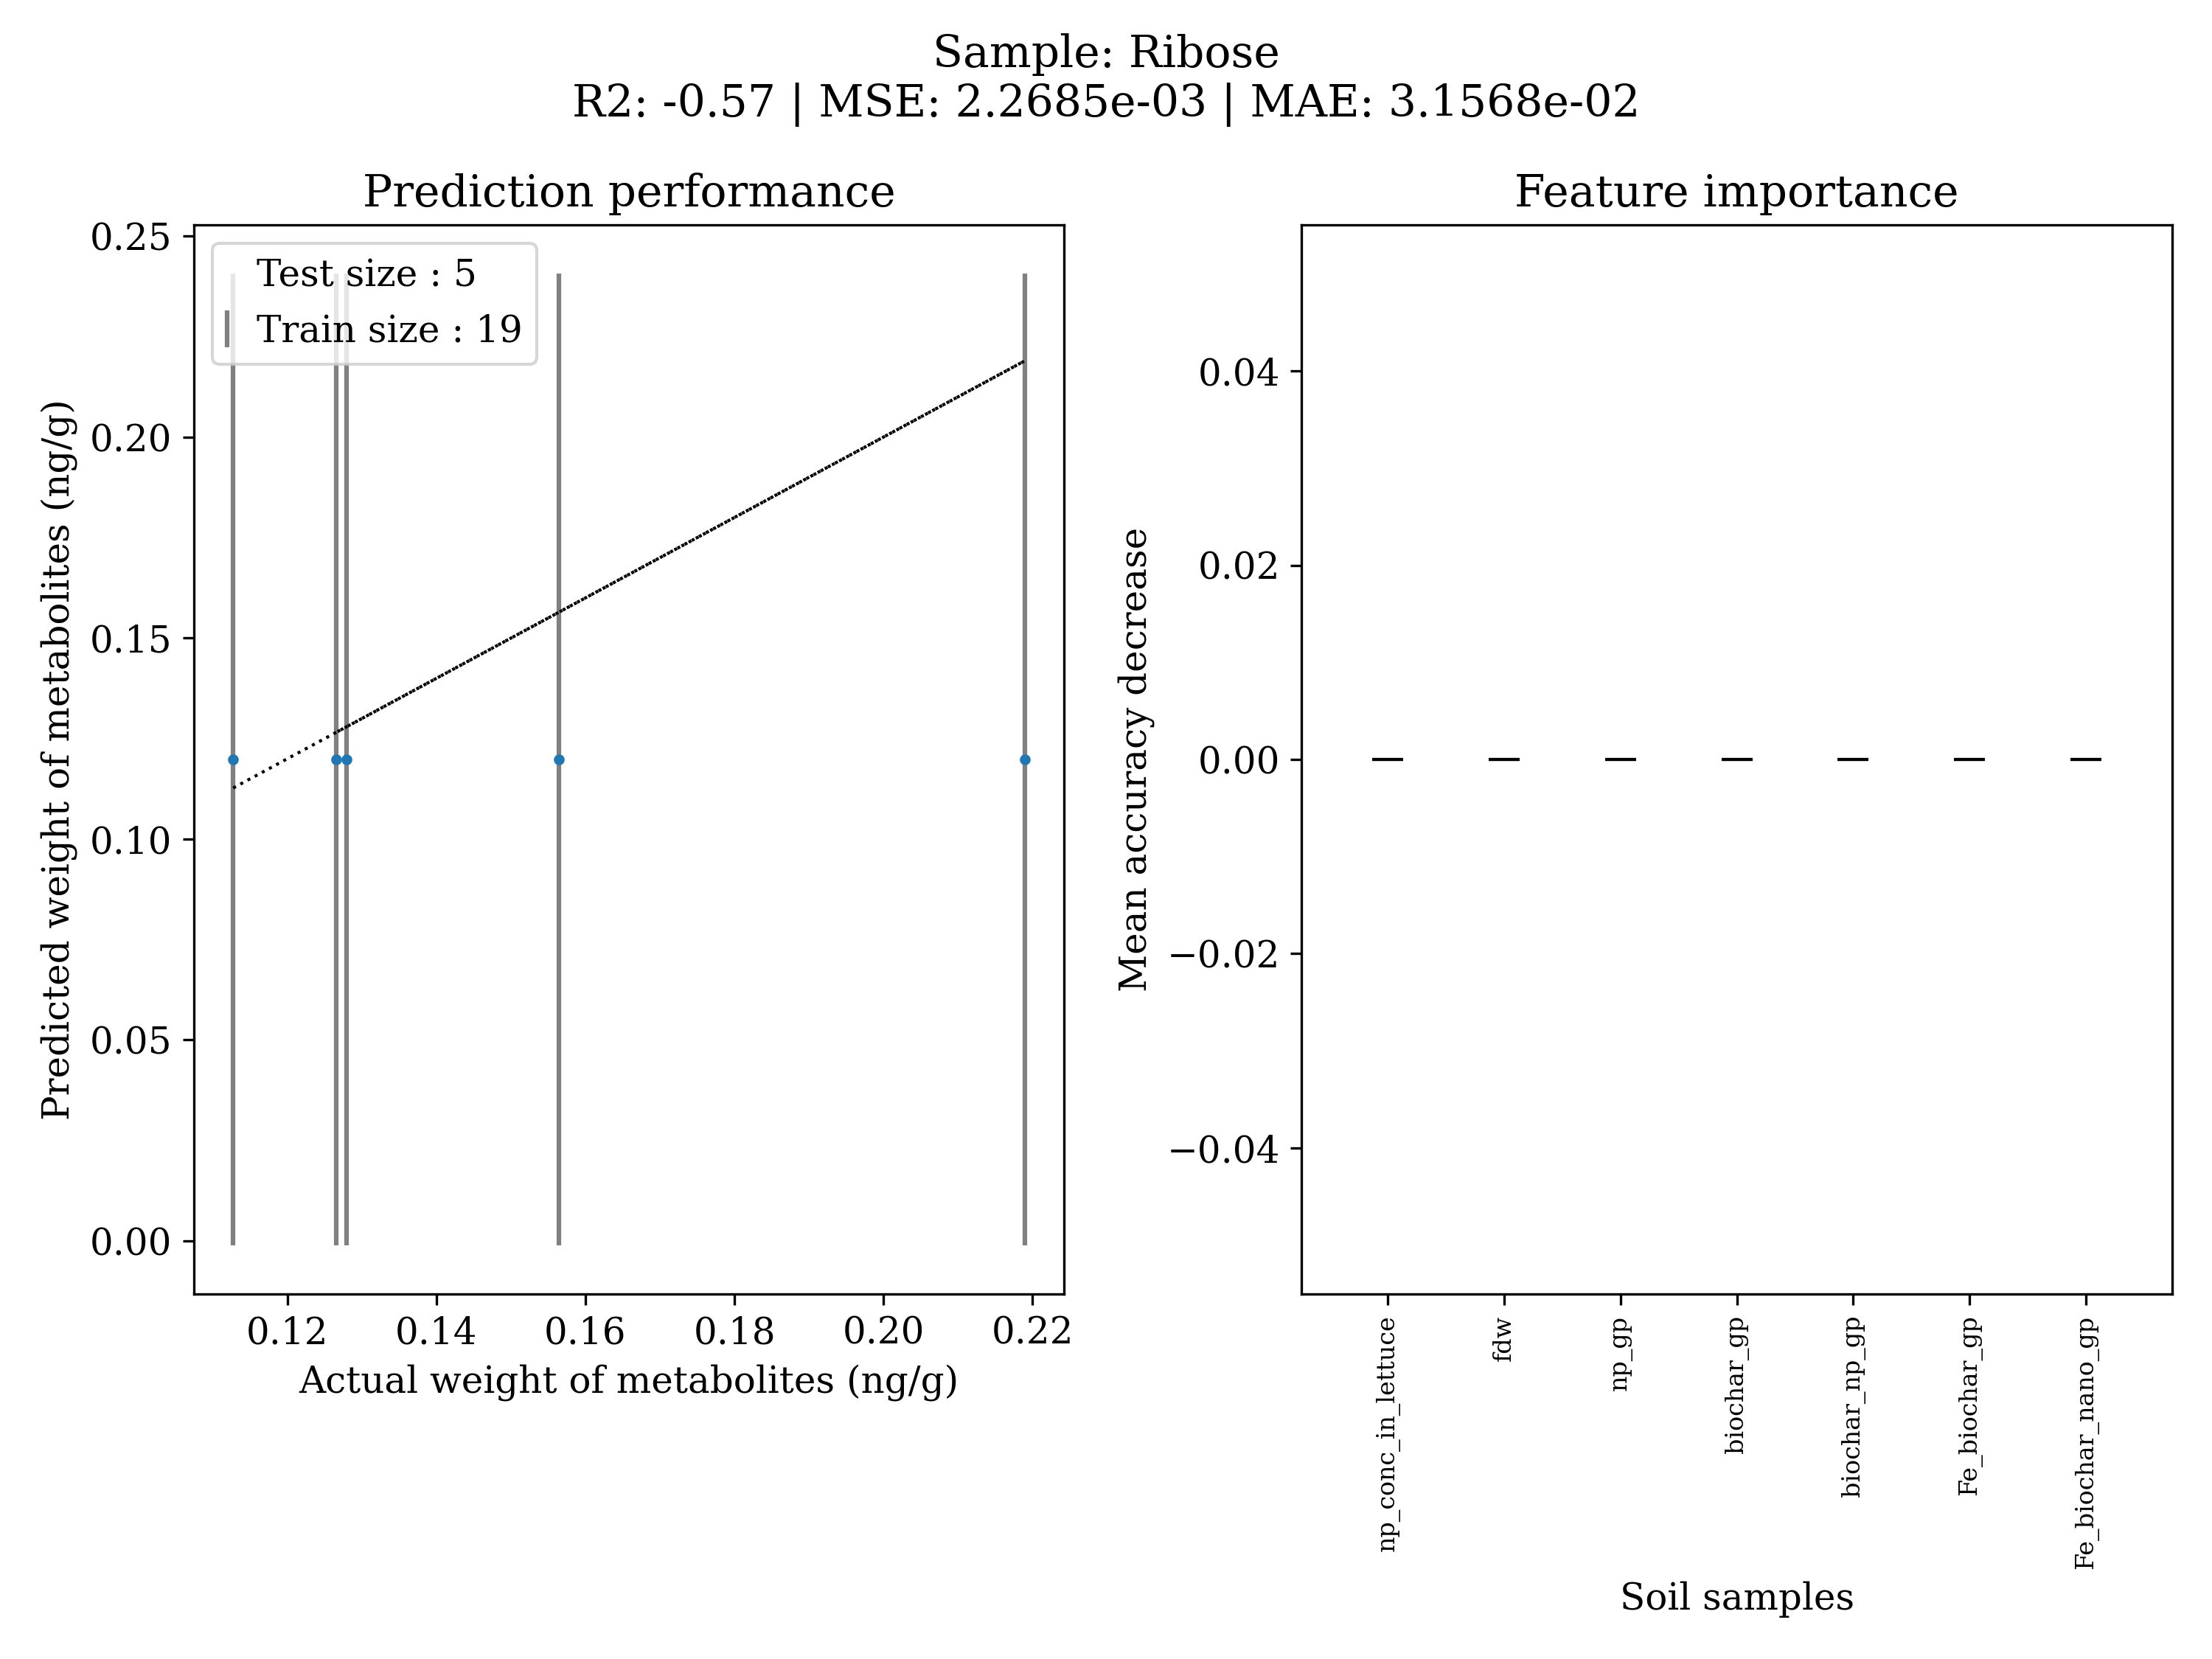 Sample: Ribose
R2: -0.57 | MSE: 2.2685e-03 | MAE: 3.1568e-02
Prediction performance
Test size : 5
Train size : 19
0.25
0.20
0.15
0.10
0.05
0.00
Predicted weight of metabolites (ng/g)
0.12 0.14 0.16 0.18 0.20 0.22
Actual weight of metabolites (ng/g)
Feature importance
0.04
0.02
0.00
−0.02
−0.04
Mean accuracy decrease
np_conc_in_lettuce
fdw
np_gp
biochar_gp
biochar_np_gp
Fe_biochar_gp
Fe_biochar_nano_gp
Soil samples